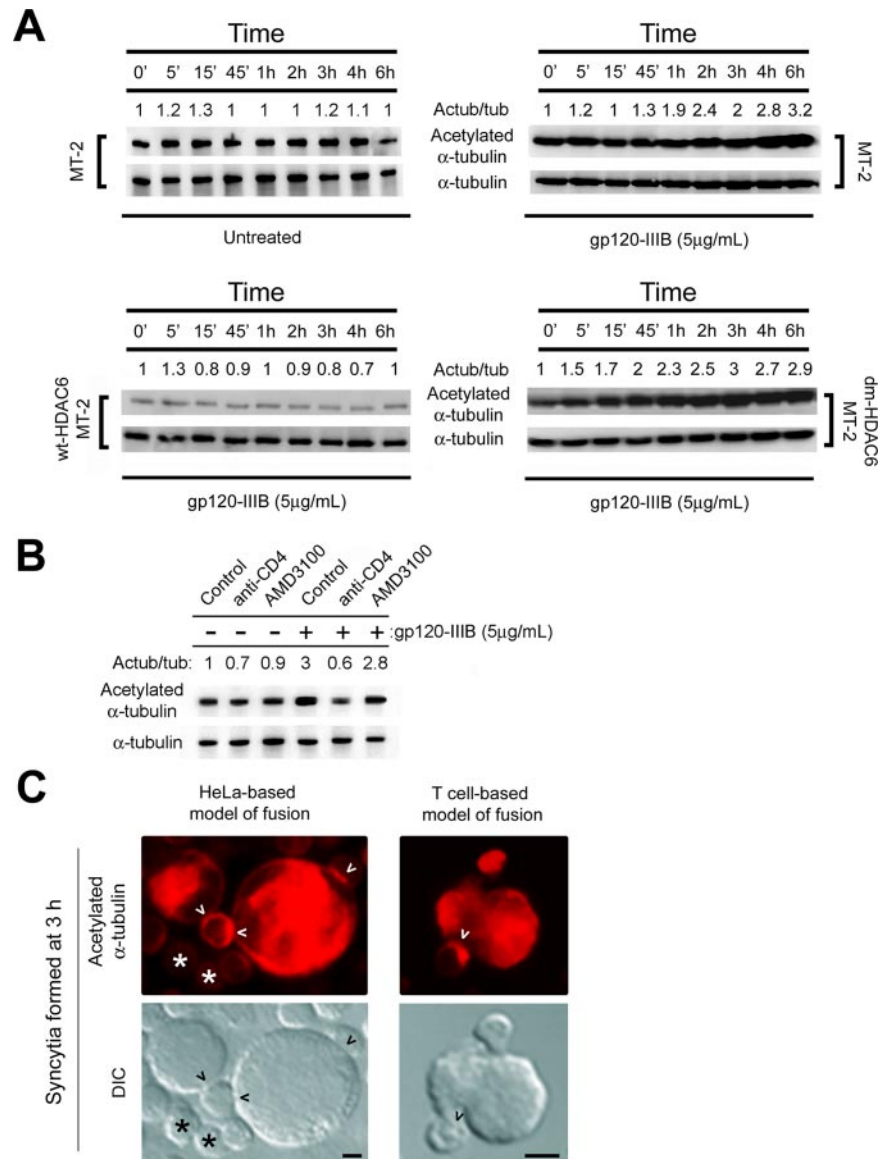 A
Time
0' 5' 15' 45' 1h 2h 3h 4h 6h
1 1.2 1.3 1 1 1 1.2 1.1 1
MT-2
Untreated
Time
0' 5' 15' 45' 1h 2h 3h 4h 6h
Actub/tub 1 1.2 1 1.3 1.9 2.4 2 2.8 3.2
Acetylated
α-tubulin
α-tubulin
MT-2
gp120-IIIB (5μg/mL)
Time
0' 5' 15' 45' 1h 2h 3h 4h 6h
1 1.3 0.8 0.9 1 0.9 0.8 0.7 1
wt-HDAC6
MT-2
gp120-IIIB (5μg/mL)
Time
0' 5' 15' 45' 1h 2h 3h 4h 6h
Actub/tub 1 1.5 1.7 2 2.3 2.5 3 2.7 2.9
Acetylated
α-tubulin
α-tubulin
dm-HDAC6
MT-2
gp120-IIIB (5μg/mL)
B
Control anti-CD4 AMD3100 Control anti-CD4 AMD3100
- - - + + + :gp120-IIIB (5μg/mL)
Actub/tub: 1 0.7 0.9 3 0.6 2.8
Acetylated
α-tubulin
α-tubulin
C
HeLa-based
model of fusion
T cell-based
model of fusion
Syncytia formed at 3 h
Acetylated
α-tubulin
* *
DIC
* *